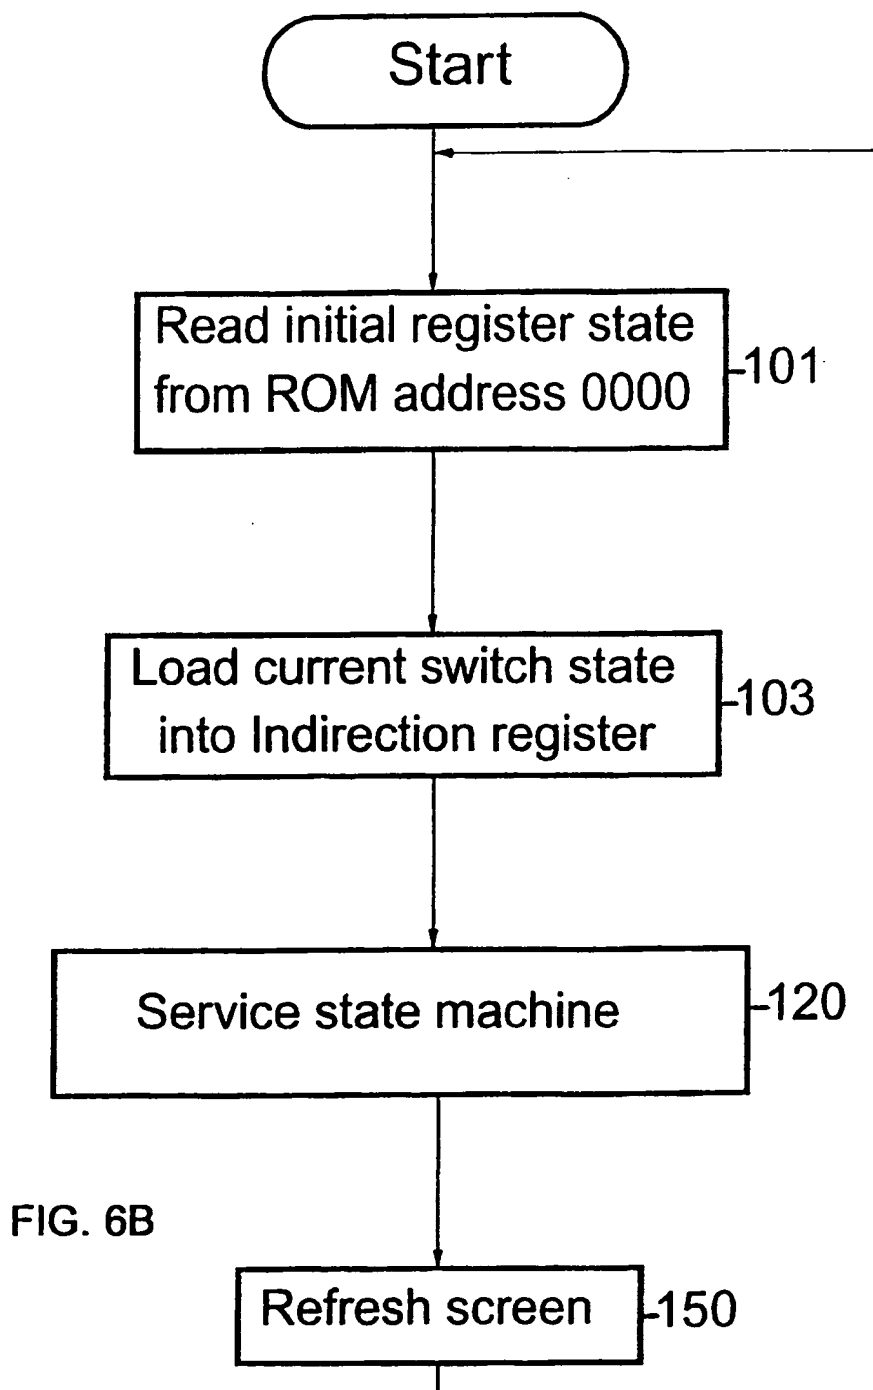 Start
Read initial register state
from ROM address 0000
101
Load current switch state
into Indirection register
103
Service state machine
120
FIG. 6B
Refresh screen
150